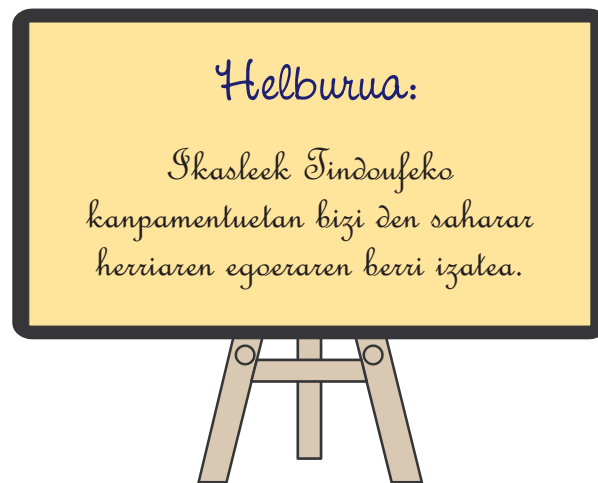 Helburua:
Ikasleek Tindoufeko
kanpamentuetan bizi den saharar
herriaren egoeraren berri izatea.